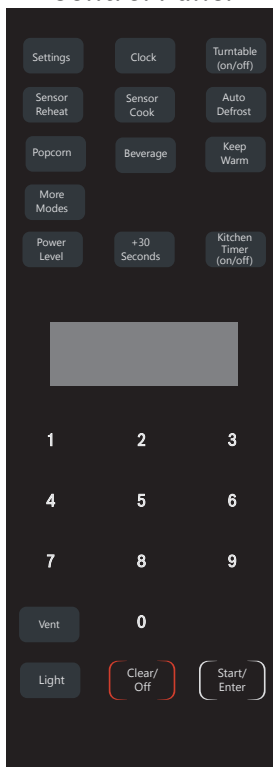 Settings Clock Turntable
(on/off)
Sensor Sensor Auto
Reheat Cook Defrost
Popcorn Beverage Keep
Warm
More
Modes
Power +30 Kitchen
Level Seconds Timer
(on/off)
1 2 3
4 5 6
7 8 9
Vent 0
Light Clear/ Start/
Off Enter